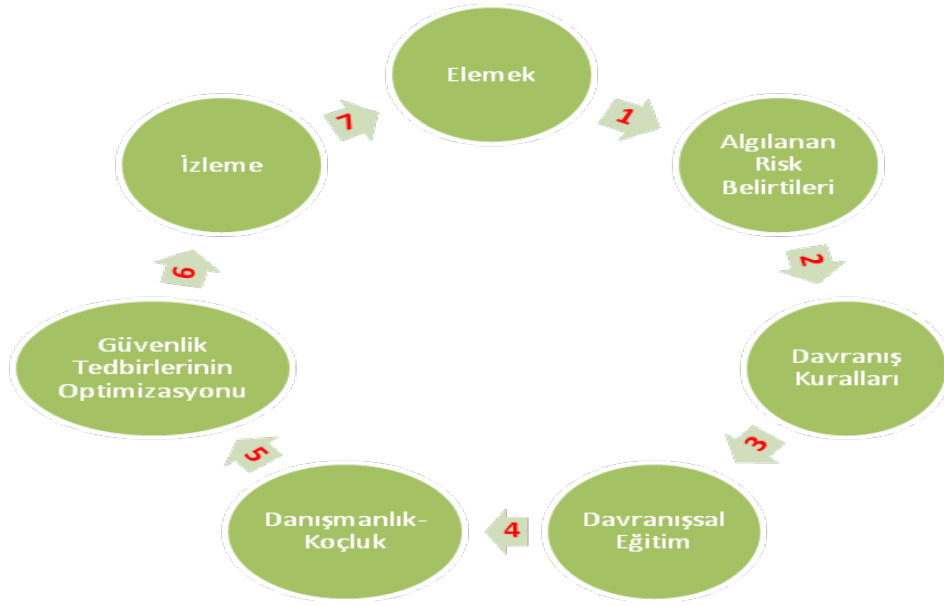 Elemek
1
Algılanan
Risk
Belirtileri
2
Davranış
Kuralları
3
Davranışsal
Eğitim
4
Danışmanlık-
Koçluk
5
Güvenlik
Tedbirlerinin
Optimizasyonu
6
İzleme
7